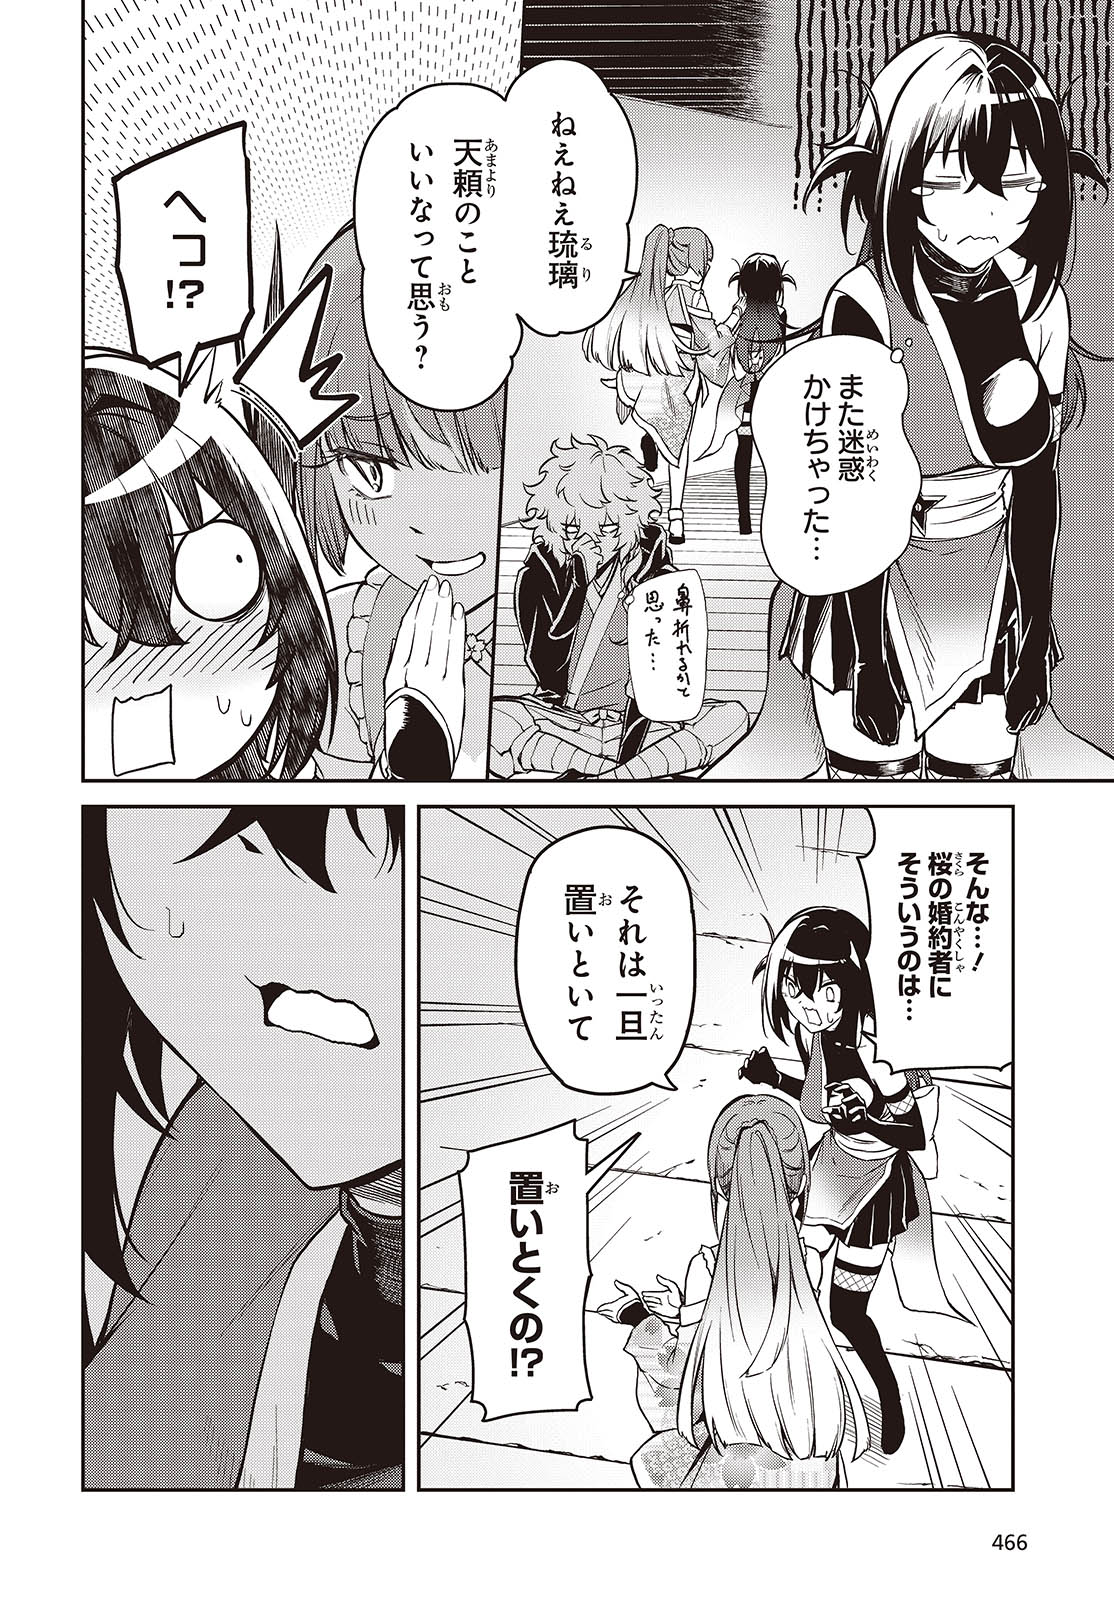 また迷惑
かけちゃった…
鼻折れるかて
思った…
ねえねえ琉璃
天頼のこと
いいなって思う?
ヘコ!?
そんな…!
桜の婚約者に
そういうのは…
それは一旦
置いといて
置いとくの!?
466